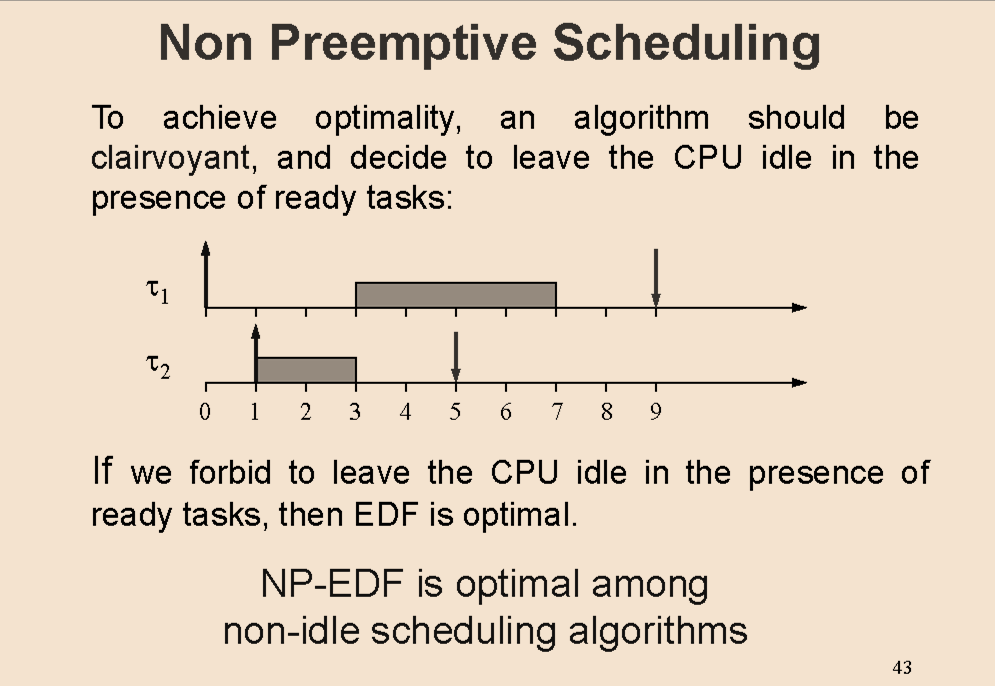 Non Preemptive Scheduling
To achieve optimality, an algorithm should be
clairvoyant, and decide to leave the CPU idle in the
presence of ready tasks:
τ1
τ2
0 1 2 3 4 5 6 7 8 9
If we forbid to leave the CPU idle in the presence of
ready tasks, then EDF is optimal.
NP-EDF is optimal among
non-idle scheduling algorithms
43